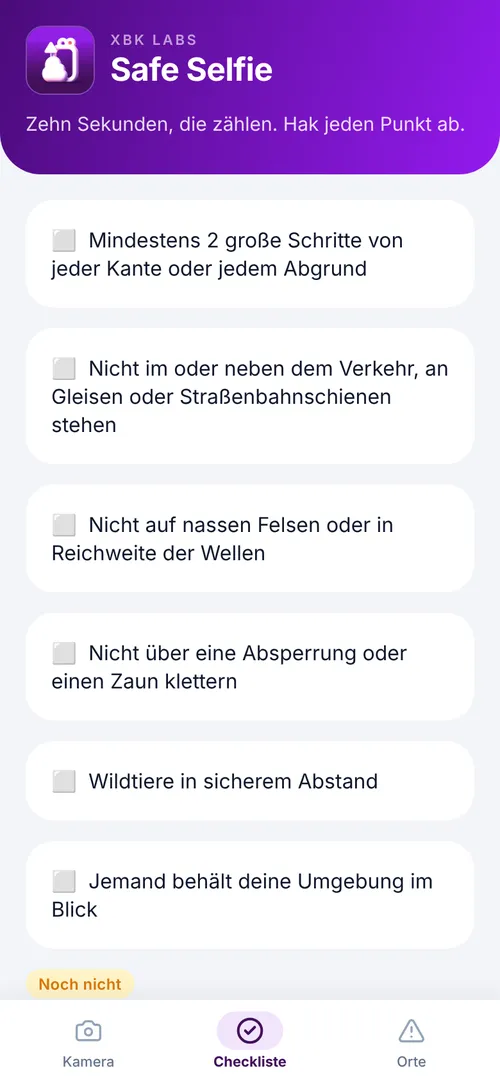 XBK LABS
Safe Selfie
Zehn Sekunden, die zählen. Hak jeden Punkt ab.
Mindestens 2 große Schritte von
jeder Kante oder jedem Abgrund
Nicht im oder neben dem Verkehr, an
Gleisen oder Straßenbahnschienen
stehen
Nicht auf nassen Felsen oder in
Reichweite der Wellen
Nicht über eine Absperrung oder
einen Zaun klettern
Wildtiere in sicherem Abstand
Jemand behält deine Umgebung im
Blick
Noch nicht
Kamera
Checkliste
Orte